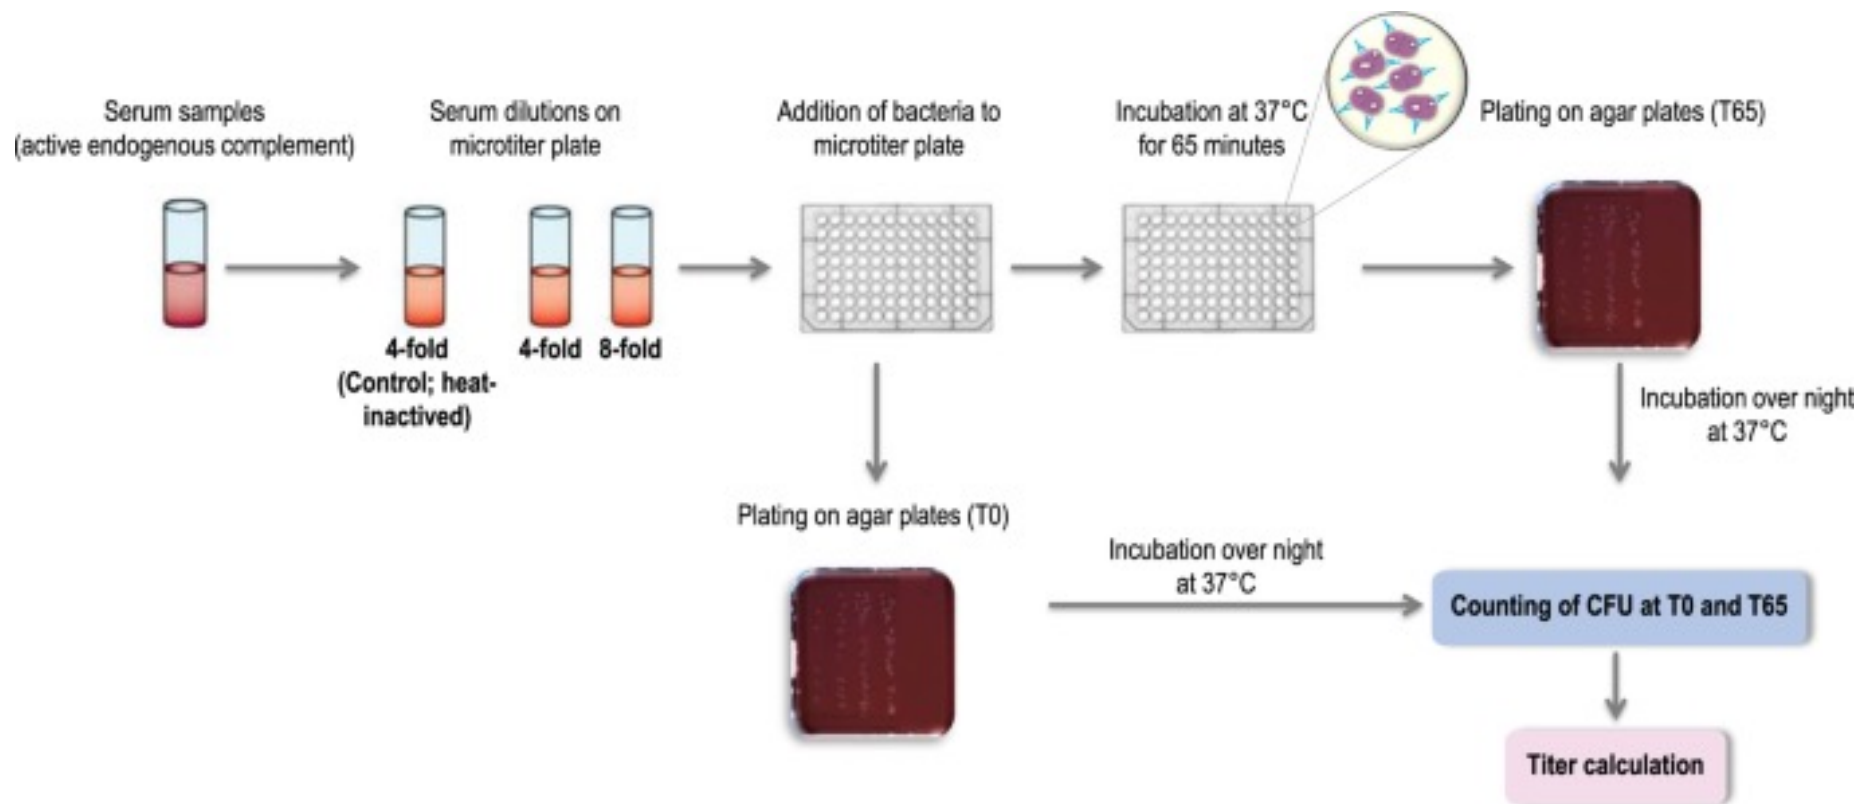 Serum samples
(active endogenous complement)
Serum dilutions on
microtiter plate
Addition of bacteria to
microtiter plate
Incubation at 37°C
for 65 minutes
Plating on agar plates (T65)
4-fold
(Control; heat-
inactived)
4-fold
8-fold
Incubation over night
at 37°C
Plating on agar plates (T0)
Incubation over night
at 37°C
Counting of CFU at T0 and T65
Titer calculation